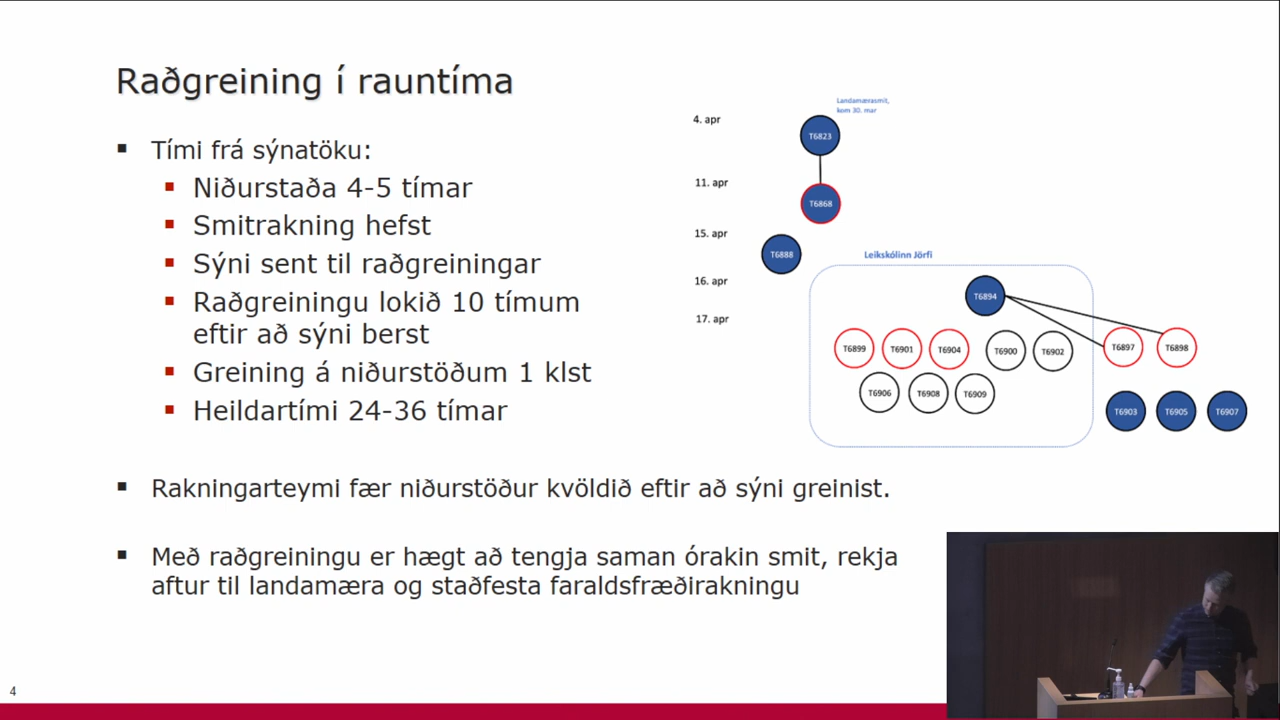 Raðgreining í rauntíma
Tími frá sýnatöku:
Niðurstaða 4-5 tímar
Smitrakning hefst
Sýni sent til raðgreiningar
Raðgreiningu lokið 10 tímum
eftir að sýni berst
Greining á niðurstöðum 1 klst
Heildartími 24-36 tímar
Rakningarteymi fær niðurstöður kvöldið eftir að sýni greinist.
Með raðgreiningu er hægt að tengja saman órakin smit, rekja
aftur til landamæra og staðfesta faraldsfræðirakningu
Landamærasmit,
kom 30. mar
4. apr
T6823
11. apr
T6868
15. apr
T6888
Leikskólinn Jörfi
16. apr
T6894
17. apr
T6899 T6901 T6904 T6900 T6902 T6897 T6898
T6906 T6908 T6909
T6903 T6905 T6907
4